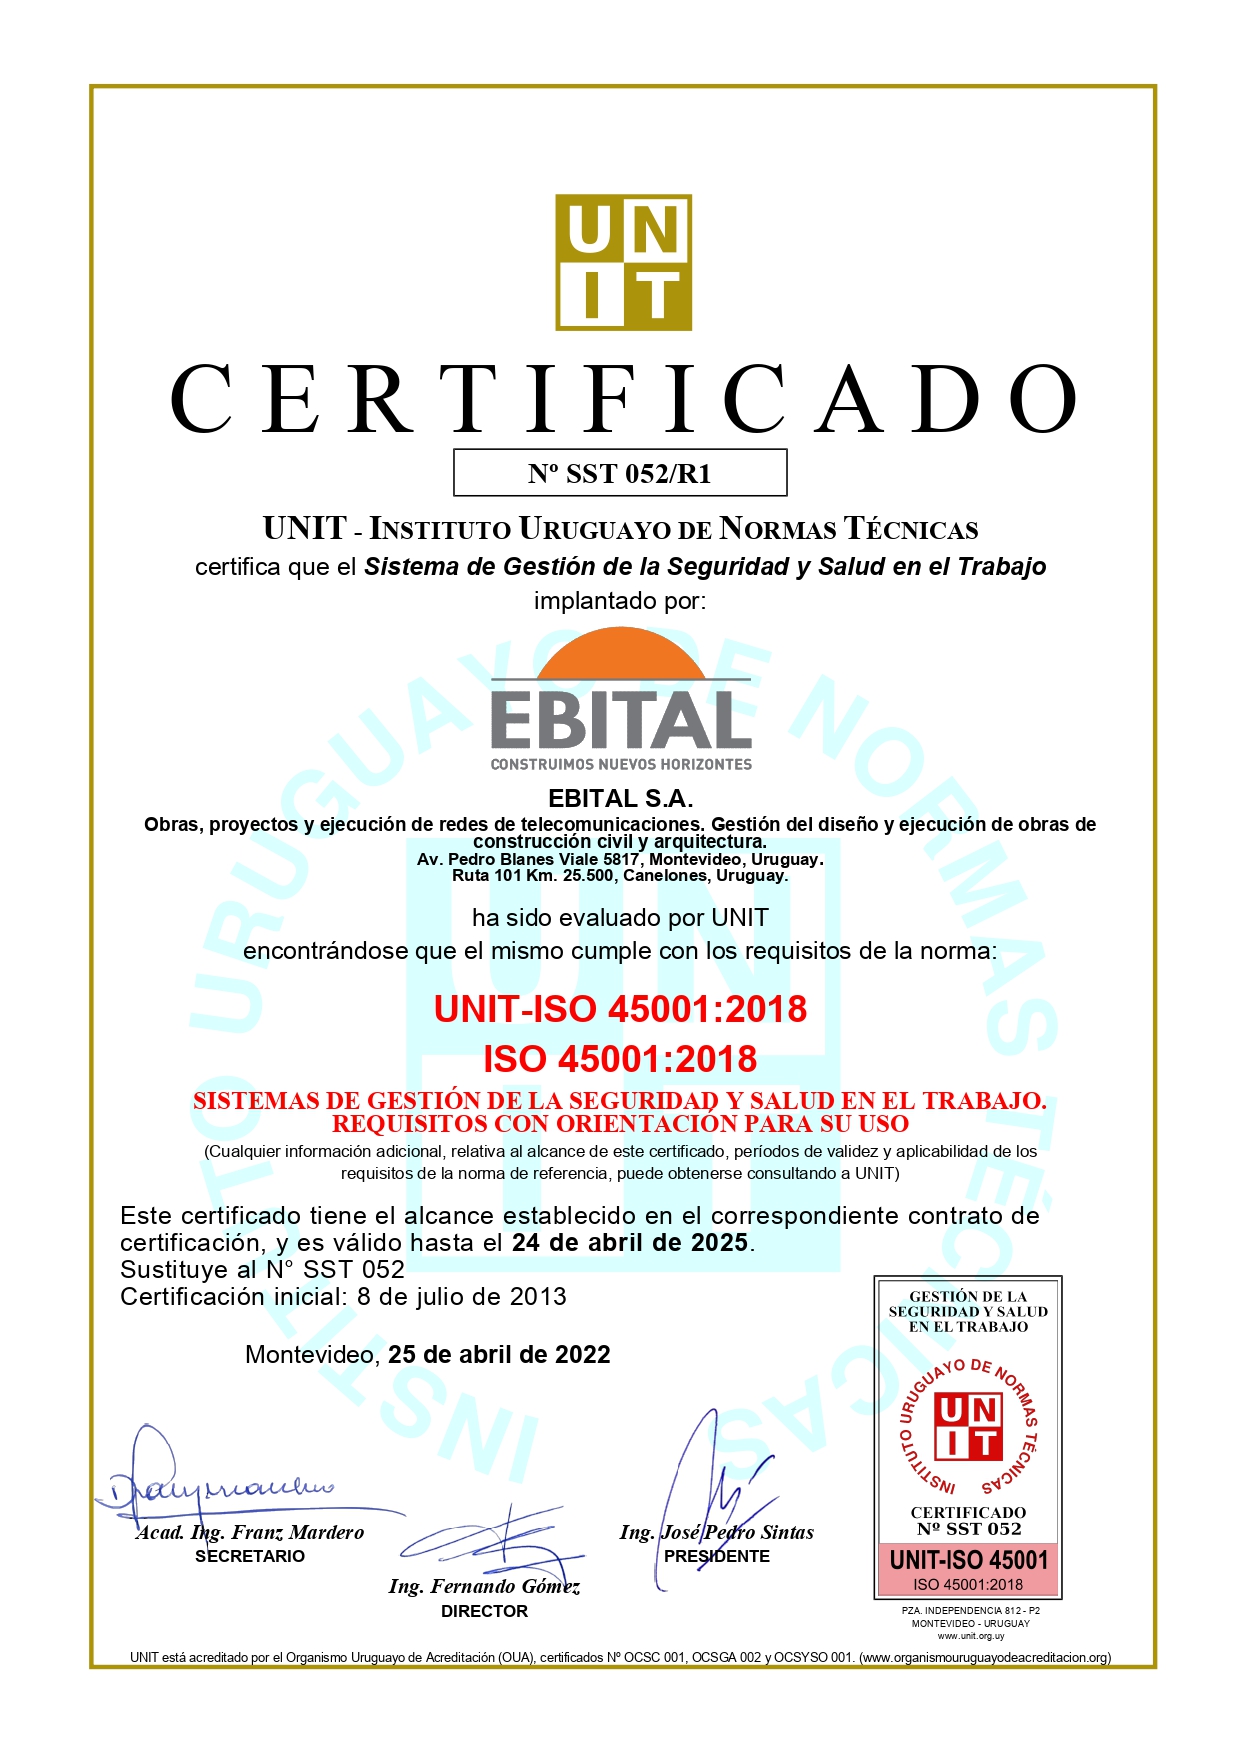 UN
IT
CERTIFICADO
Nº SST 052/R1
UNIT - INSTITUTO URUGUAYO DE NORMAS TÉCNICAS
certifica que el Sistema de Gestión de la Seguridad y Salud en el Trabajo
implantado por:
EBITAL
CONSTRUIMOS NUEVOS HORIZONTES
EBITAL S.A.
Obras, proyectos y ejecución de redes de telecomunicaciones. Gestión del diseño y ejecución de obras de
construcción civil y arquitectura.
Av. Pedro Blanes Viale 5817, Montevideo, Uruguay.
Ruta 101 Km. 25.500, Canelones, Uruguay.
ha sido evaluado por UNIT
encontrándose que el mismo cumple con los requisitos de la norma:
UNIT-ISO 45001:2018
ISO 45001:2018
SISTEMAS DE GESTIÓN DE LA SEGURIDAD Y SALUD EN EL TRABAJO.
REQUISITOS CON ORIENTACIÓN PARA SU USO
(Cualquier información adicional, relativa al alcance de este certificado, períodos de validez y aplicabilidad de los
requisitos de la norma de referencia, puede obtenerse consultando a UNIT)
Este certificado tiene el alcance establecido en el correspondiente contrato de
certificación, y es válido hasta el 24 de abril de 2025.
Sustituye al N° SST 052
Certificación inicial: 8 de julio de 2013
Montevideo, 25 de abril de 2022
Acad. Ing. Franz Mardero
SECRETARIO
Ing. Fernando Gómez
DIRECTOR
Ing. José Pedro Sintas
PRESIDENTE
GESTIÓN DE LA
SEGURIDAD Y SALUD
EN EL TRABAJO
INSTITUTO URUGUAYO DE NORMAS TÉCNICAS
UN
IT
CERTIFICADO
Nº SST 052
UNIT-ISO 45001
ISO 45001:2018
PZA. INDEPENDENCIA 812 - P2
MONTEVIDEO - URUGUAY
www.unit.org.uy
UNIT está acreditado por el Organismo Uruguayo de Acreditación (OUA), certificados Nº OCSC 001, OCSGA 002 y OCSYSO 001. (www.organismouruguayodeacreditacion.org)
INSTITUTO URUGUAYO DE NORMAS TÉCNICAS
UN
IT